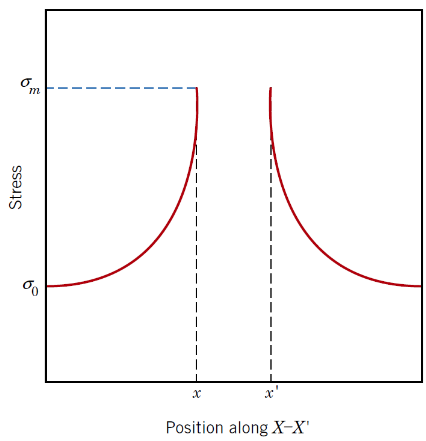 σm
Stress
σ0
x x'
Position along X–X'